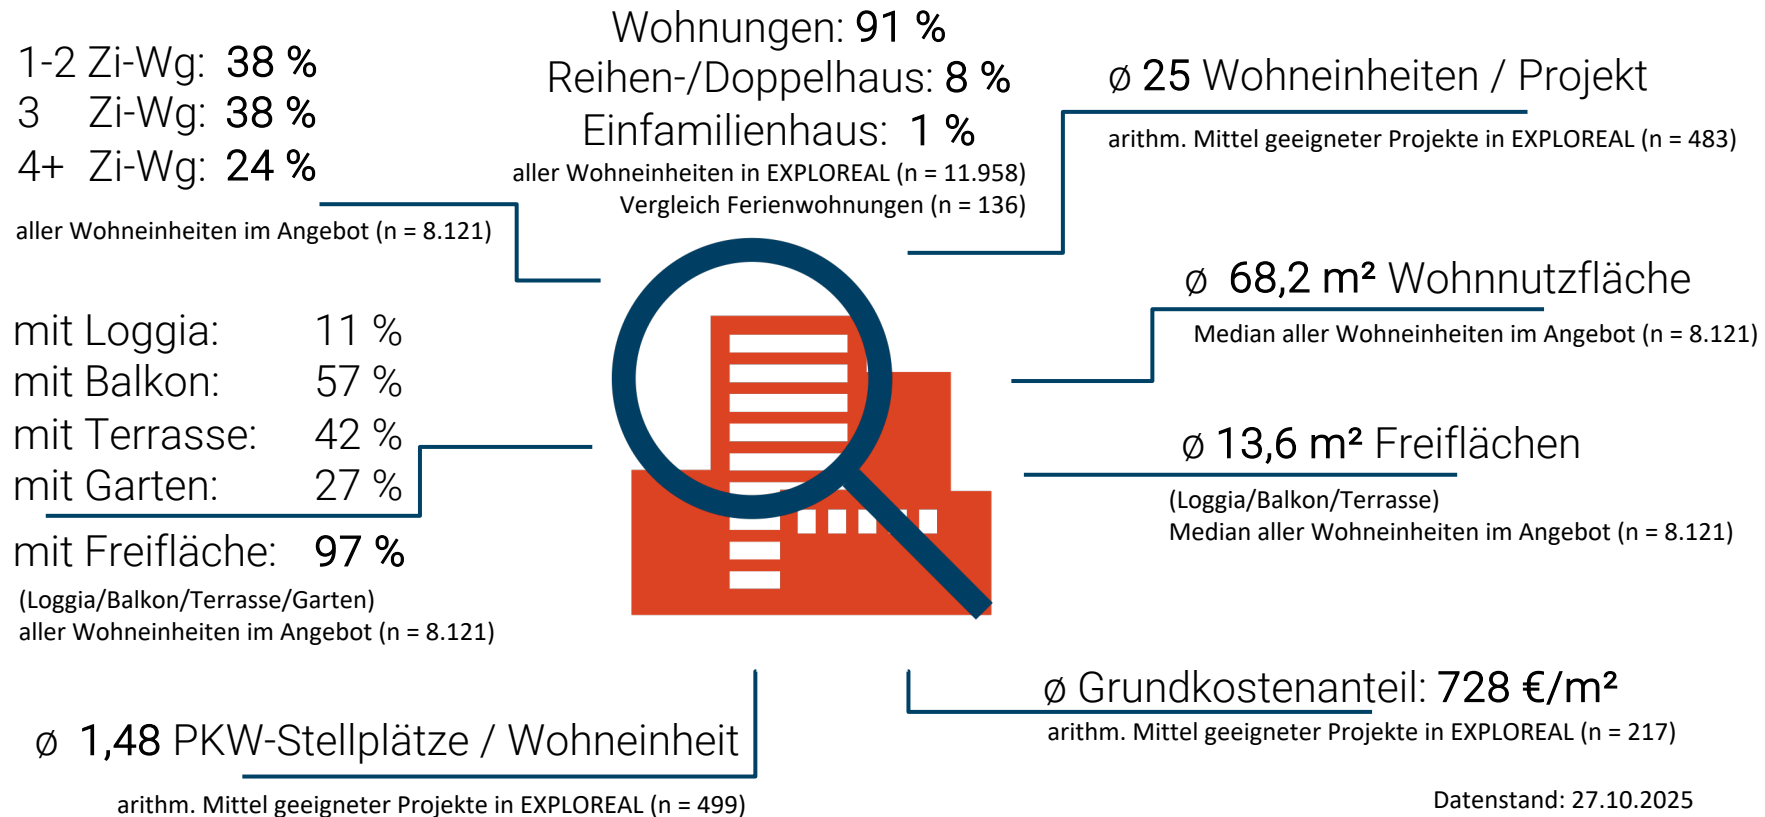 1-2 Zi-Wg: 38 %
3 Zi-Wg: 38 %
4+ Zi-Wg: 24 %
aller Wohneinheiten im Angebot (n = 8.121)
Wohnungen: 91 %
Reihen-/Doppelhaus: 8 %
Einfamilienhaus: 1 %
aller Wohneinheiten in EXPLOREAL (n = 11.958)
Vergleich Ferienwohnungen (n = 136)
ø 25 Wohneinheiten / Projekt
arithm. Mittel geeigneter Projekte in EXPLOREAL (n = 483)
ø 68,2 m² Wohnnutzfläche
Median aller Wohneinheiten im Angebot (n = 8.121)
mit Loggia: 11 %
mit Balkon: 57 %
mit Terrasse: 42 %
mit Garten: 27 %
mit Freifläche: 97 %
(Loggia/Balkon/Terrasse/Garten)
aller Wohneinheiten im Angebot (n = 8.121)
ø 13,6 m² Freiflächen
(Loggia/Balkon/Terrasse)
Median aller Wohneinheiten im Angebot (n = 8.121)
ø 1,48 PKW-Stellplätze / Wohneinheit
arithm. Mittel geeigneter Projekte in EXPLOREAL (n = 499)
ø Grundkostenanteil: 728 €/m²
arithm. Mittel geeigneter Projekte in EXPLOREAL (n = 217)
Datenstand: 27.10.2025